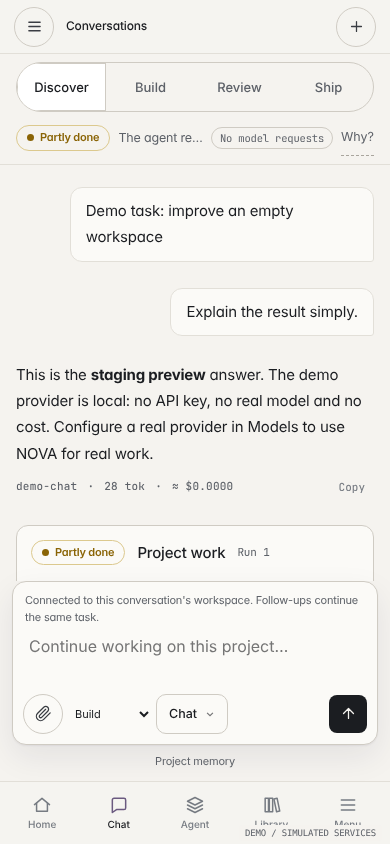 Conversations
Discover
Build
Review
Ship
Partly done
The agent re...
No model requests
Why?
Demo task: improve an empty
workspace
Explain the result simply.
This is the staging preview answer. The demo
provider is local: no API key, no real model and no
cost. Configure a real provider in Models to use
NOVA for real work.
demo-chat · 28 tok · ≈ $0.0000
Copy
Partly done
Project work
Run 1
Connected to this conversation's workspace. Follow-ups continue
the same task.
Continue working on this project...
Build
Chat
Project memory
Home
Chat
Agent
Library
Menu
DEMO / SIMULATED SERVICES